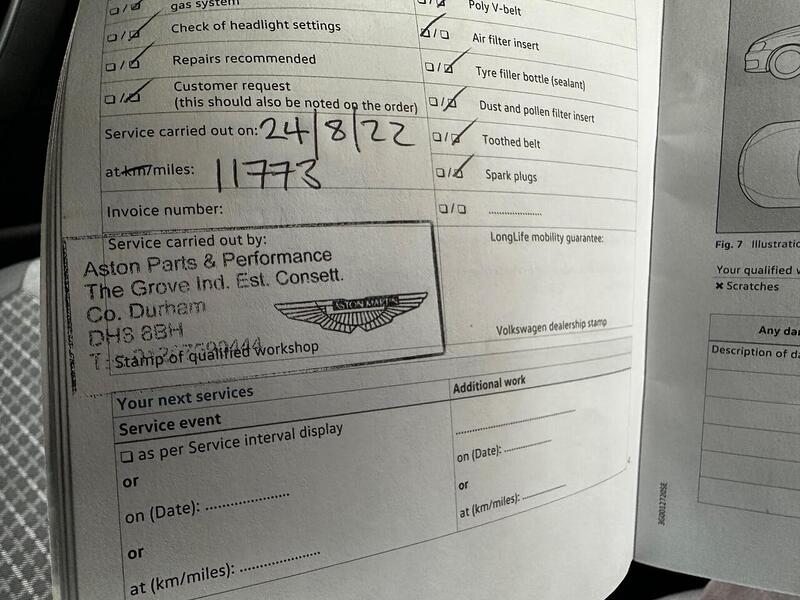 gas system
Check of headlight settings
Repairs recommended
Customer request
(this should also be noted on the order)
Service carried out on: 24/8/22
at km/miles: 11773
Invoice number:
Service carried out by:
Aston Parts & Performance
The Grove Ind. Est. Consett.
Co. Durham
DH8 8BH
ASTON MARTIN
Stamp of qualified workshop
Poly V-belt
Air filter insert
Tyre filler bottle (sealant)
Dust and pollen filter insert
Toothed belt
Spark plugs
LongLife mobility guarantee:
Volkswagen dealership stamp
Your next services
Service event
as per Service interval display
or
on (Date):
or
at (km/miles):
Additional work
on (Date):
or
at (km/miles):
Fig. 7 Illustratio
Your qualified
✖ Scratches
Any da
Description of da